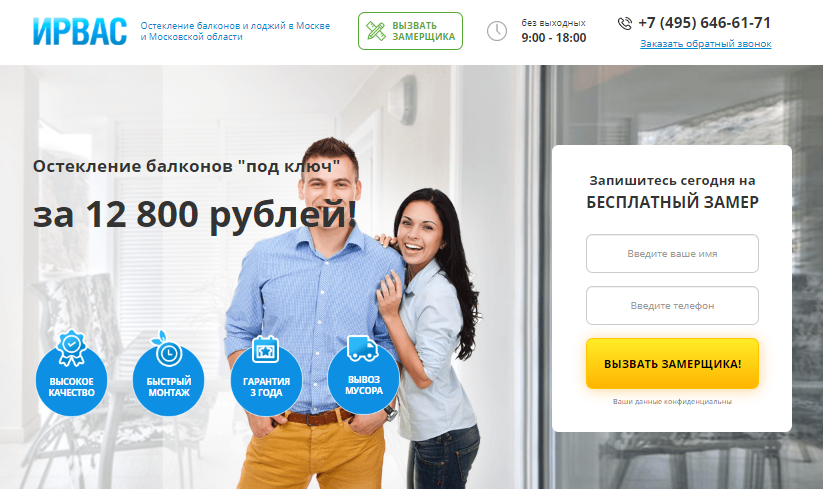 ИРВАС
Остекление балконов и лоджий в Москве
и Московской области
ВЫЗВАТЬ
ЗАМЕРЩИКА
без выходных
9:00 - 18:00
+7 (495) 646-61-71
Заказать обратный звонок
Остекление балконов "под ключ"
за 12 800 рублей!
ВЫСОКОЕ
КАЧЕСТВО
БЫСТРЫЙ
МОНТАЖ
ГАРАНТИЯ
3 ГОДА
ВЫВОЗ
МУСОРА
Запишитесь сегодня на
БЕСПЛАТНЫЙ ЗАМЕР
Введите ваше имя
Введите телефон
ВЫЗВАТЬ ЗАМЕРЩИКА!
Ваши данные конфиденциальны